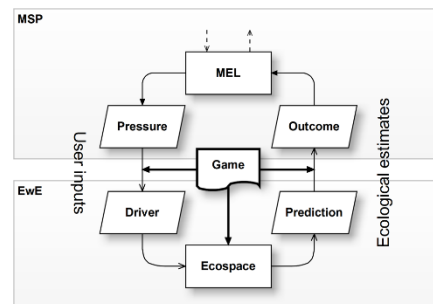 MSP
MEL
Pressure
Outcome
Game
User inputs
Ecological estimates
EwE
Driver
Prediction
Ecospace